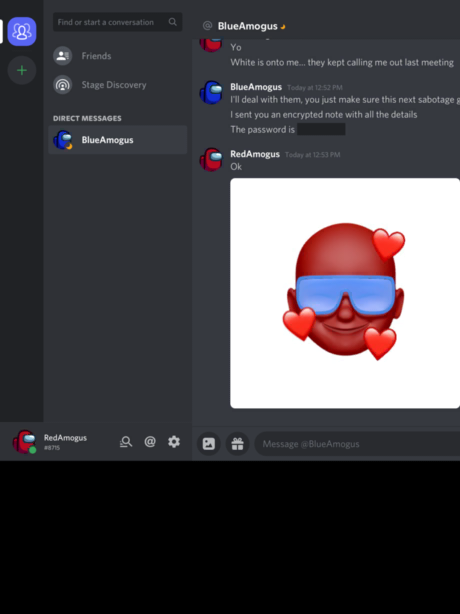 Find or start a conversation
Friends
Stage Discovery
DIRECT MESSAGES
BlueAmogus
RedAmogus
#8715
@ BlueAmogus
Yo
White is onto me... they kept calling me out last meeting
BlueAmogus Today at 12:52 PM
I'll deal with them, you just make sure this next sabotage g
I sent you an encrypted note with all the details
The password is
RedAmogus Today at 12:53 PM
Ok
Message @BlueAmogus